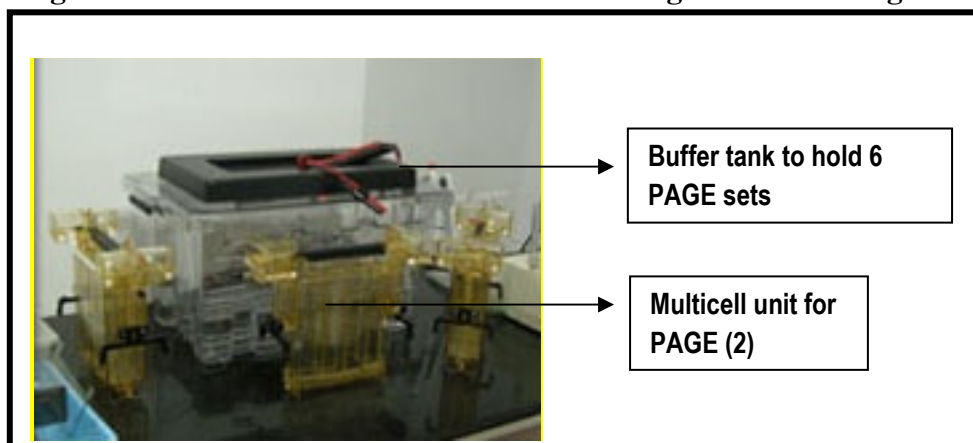 Buffer tank to hold 6
PAGE sets
Multicell unit for
PAGE (2)